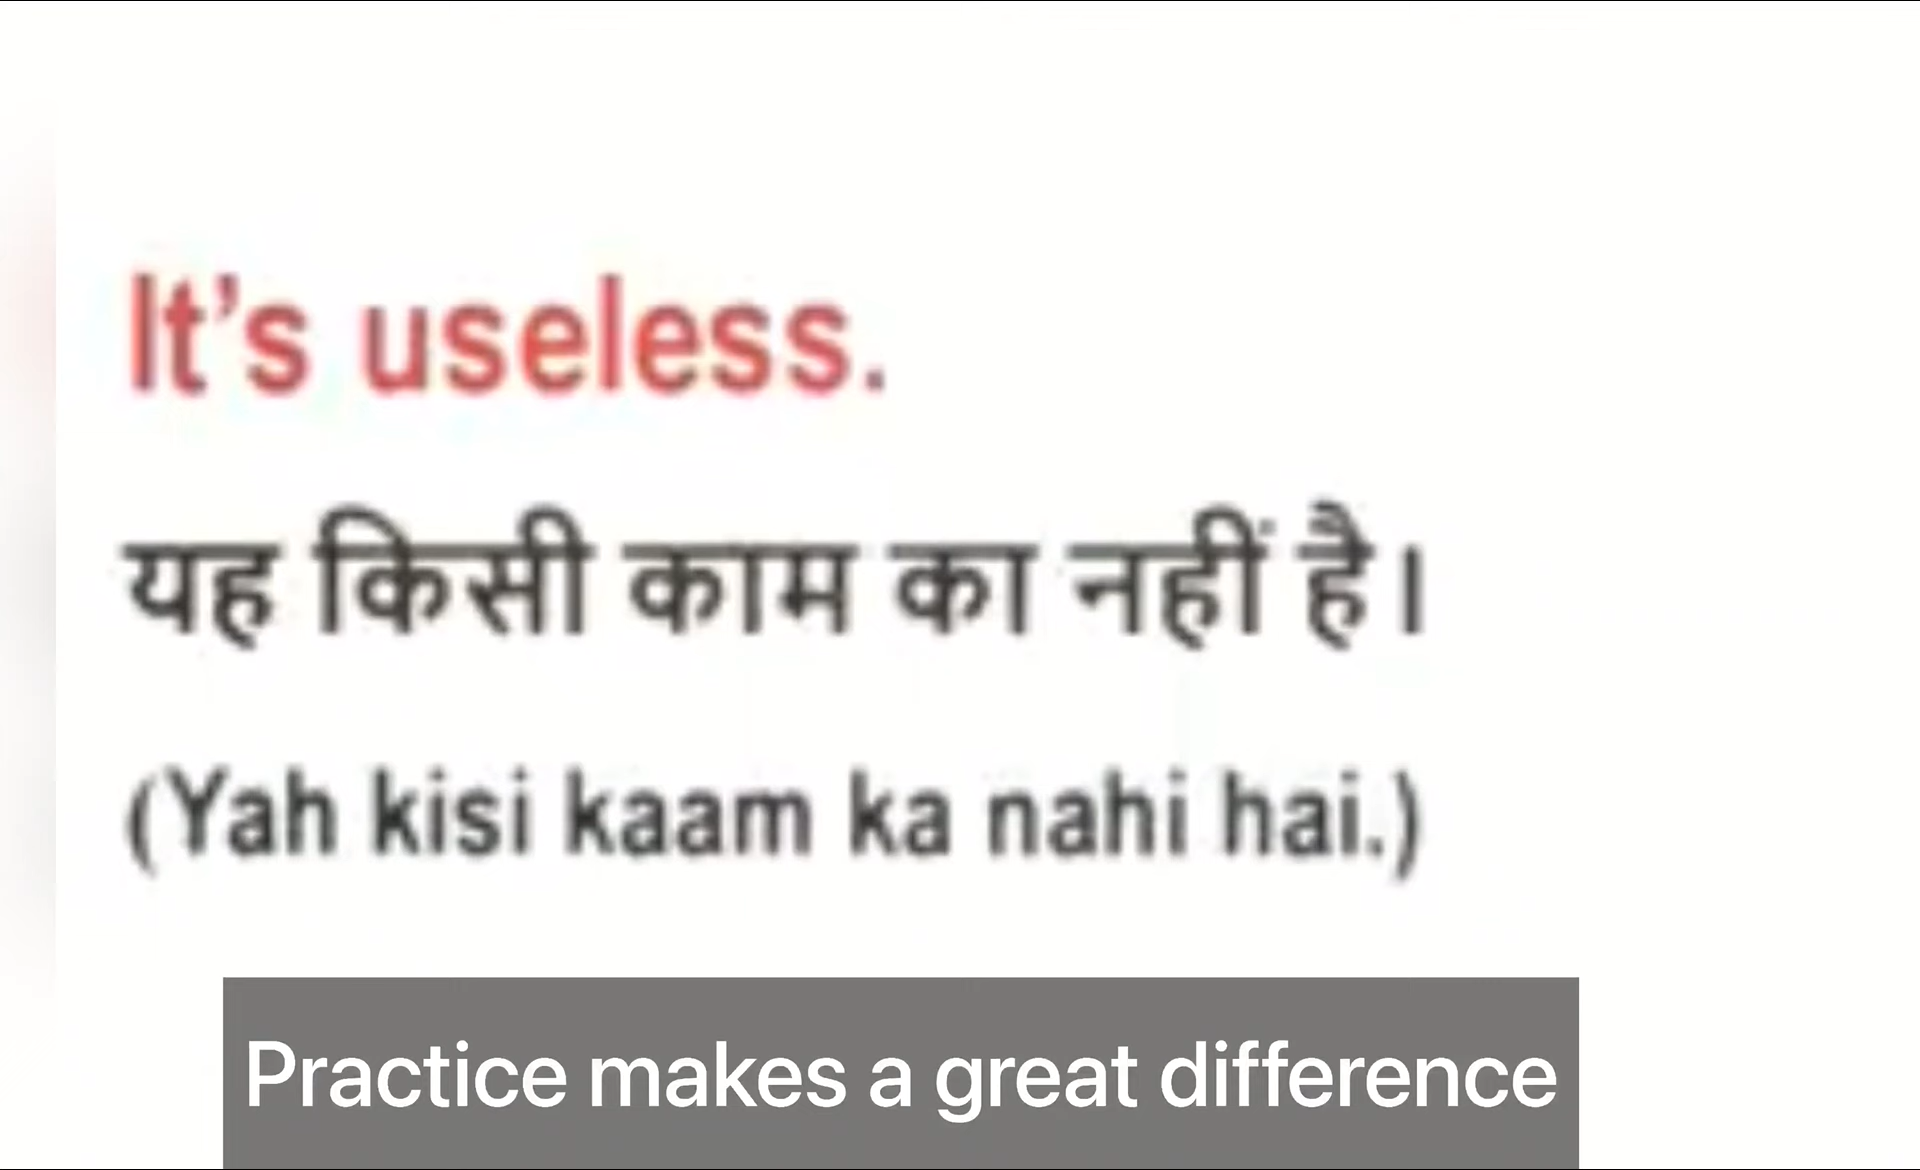 It's useless.
यह किसी काम का नहीं है।
(Yah kisi kaam ka nahi hai.)
Practice makes a great difference